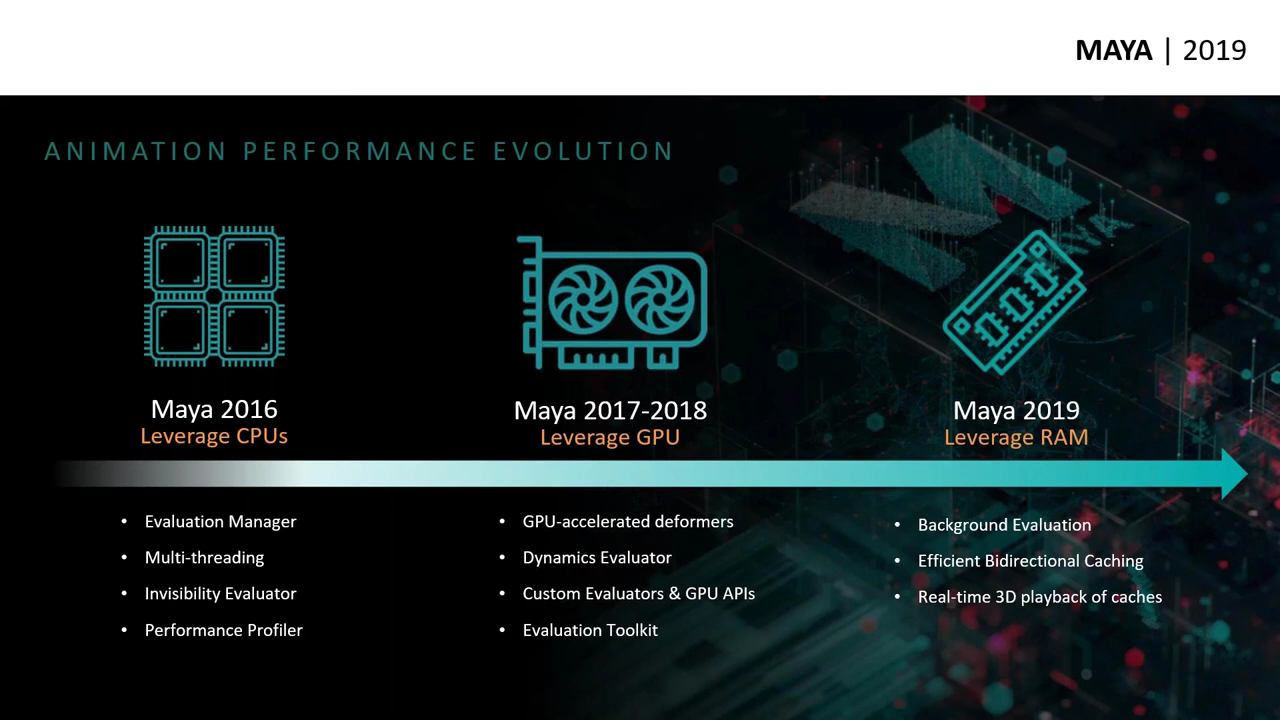 MAYA | 2019
ANIMATION PERFORMANCE EVOLUTION
MAYA
Maya 2016
Leverage CPUs
• Evaluation Manager
• Multi-threading
• Invisibility Evaluator
• Performance Profiler
Maya 2017-2018
Leverage GPU
• GPU-accelerated deformers
• Dynamics Evaluator
• Custom Evaluators & GPU APIs
• Evaluation Toolkit
Maya 2019
Leverage RAM
• Background Evaluation
• Efficient Bidirectional Caching
• Real-time 3D playback of caches